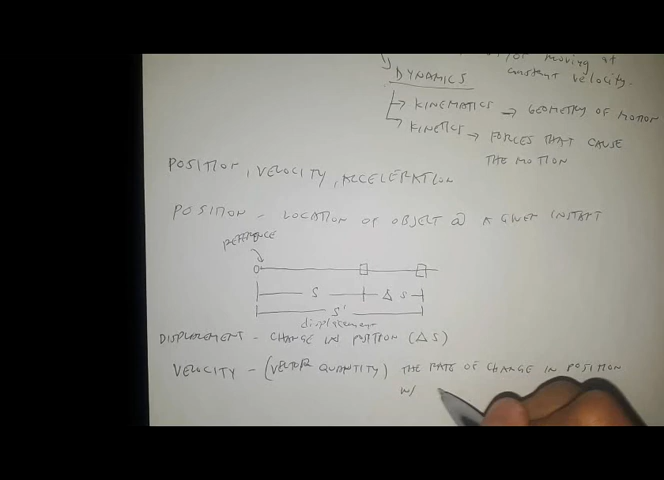 moving at
DYNAMICS constant velocity.
KINEMATICS → GEOMETRY OF MOTION
KINETICS → FORCES THAT CAUSE
THE MOTION
POSITION, VELOCITY, ACCELERATION
POSITION - LOCATION OF OBJECT @ A GIVEN INSTANT
REFERENCE
O
S Δ S
S'
displacement
DISPLACEMENT - CHANGE IN POSITION (Δ S)
VELOCITY - (VECTOR QUANTITY) THE RATE OF CHANGE IN POSITION
W/